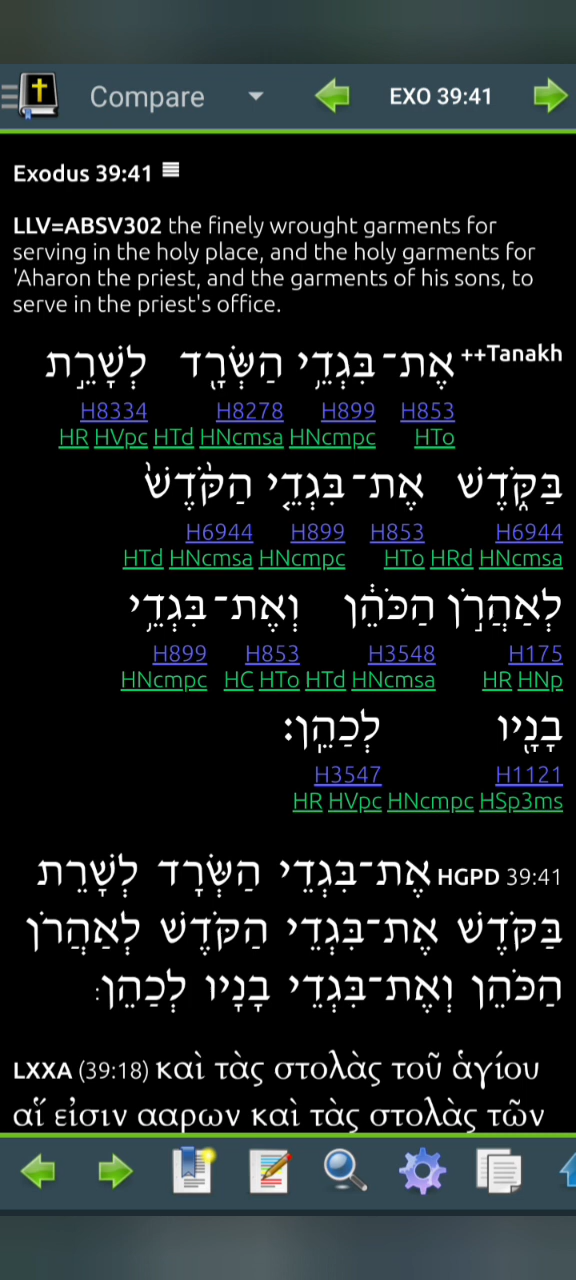 Compare
EXO 39:41
Exodus 39:41
LLV=ABSV302 the finely wrought garments for
serving in the holy place, and the holy garments for
'Aharon the priest, and the garments of his sons, to
serve in the priest's office.
++Tanakh אֶת־בִּגְדֵ֥י הַשְּׂרָ֖ד לְשָׁרֵ֣ת
H853 H899 H8278 H8334
HTo HNcmpc HTd HNcmsa HR HVpc
בַּקֹּ֑דֶשׁ אֶת־בִּגְדֵ֤י הַקֹּ֙דֶשׁ֙
H6944 H853 H899 H6944
HRd HNcmsa HTo HNcmpc HTd HNcmsa
לְאַהֲרֹ֣ן הַכֹּהֵ֔ן וְאֶת־בִּגְדֵ֥י
H175 H3548 H853 H899
HR HNp HTd HNcmsa HC HTo HNcmpc
בָנָ֖יו לְכַהֵֽן׃
H1121 H3547
HNcmpc HSp3ms HR HVpc
HGPD 39:41 אֶת־בִּגְדֵי הַשְּׂרָד לְשָׁרֵת
בַּקֹּדֶשׁ אֶת־בִּגְדֵי הַקֹּדֶשׁ לְאַהֲרֹן
הַכֹּהֵן וְאֶת־בִּגְדֵי בָנָיו לְכַהֵן׃
LXXA (39:18) καὶ τὰς στολὰς τοῦ ἁγίου
αἵ εἰσιν ααρων καὶ τὰς στολὰς τῶν